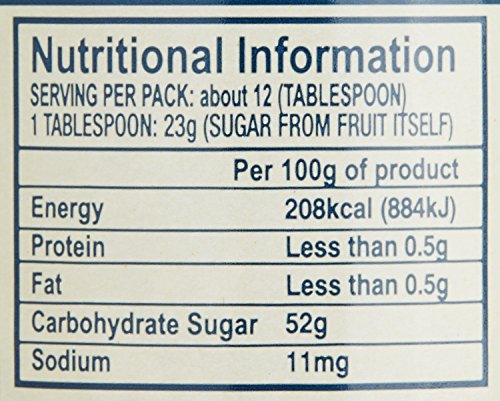 Nutritional Information
SERVING PER PACK: about 12 (TABLESPOON)
1 TABLESPOON: 23g (SUGAR FROM FRUIT ITSELF)
Per 100g of product
Energy 208kcal (884kJ)
Protein Less than 0.5g
Fat Less than 0.5g
Carbohydrate Sugar 52g
Sodium 11mg